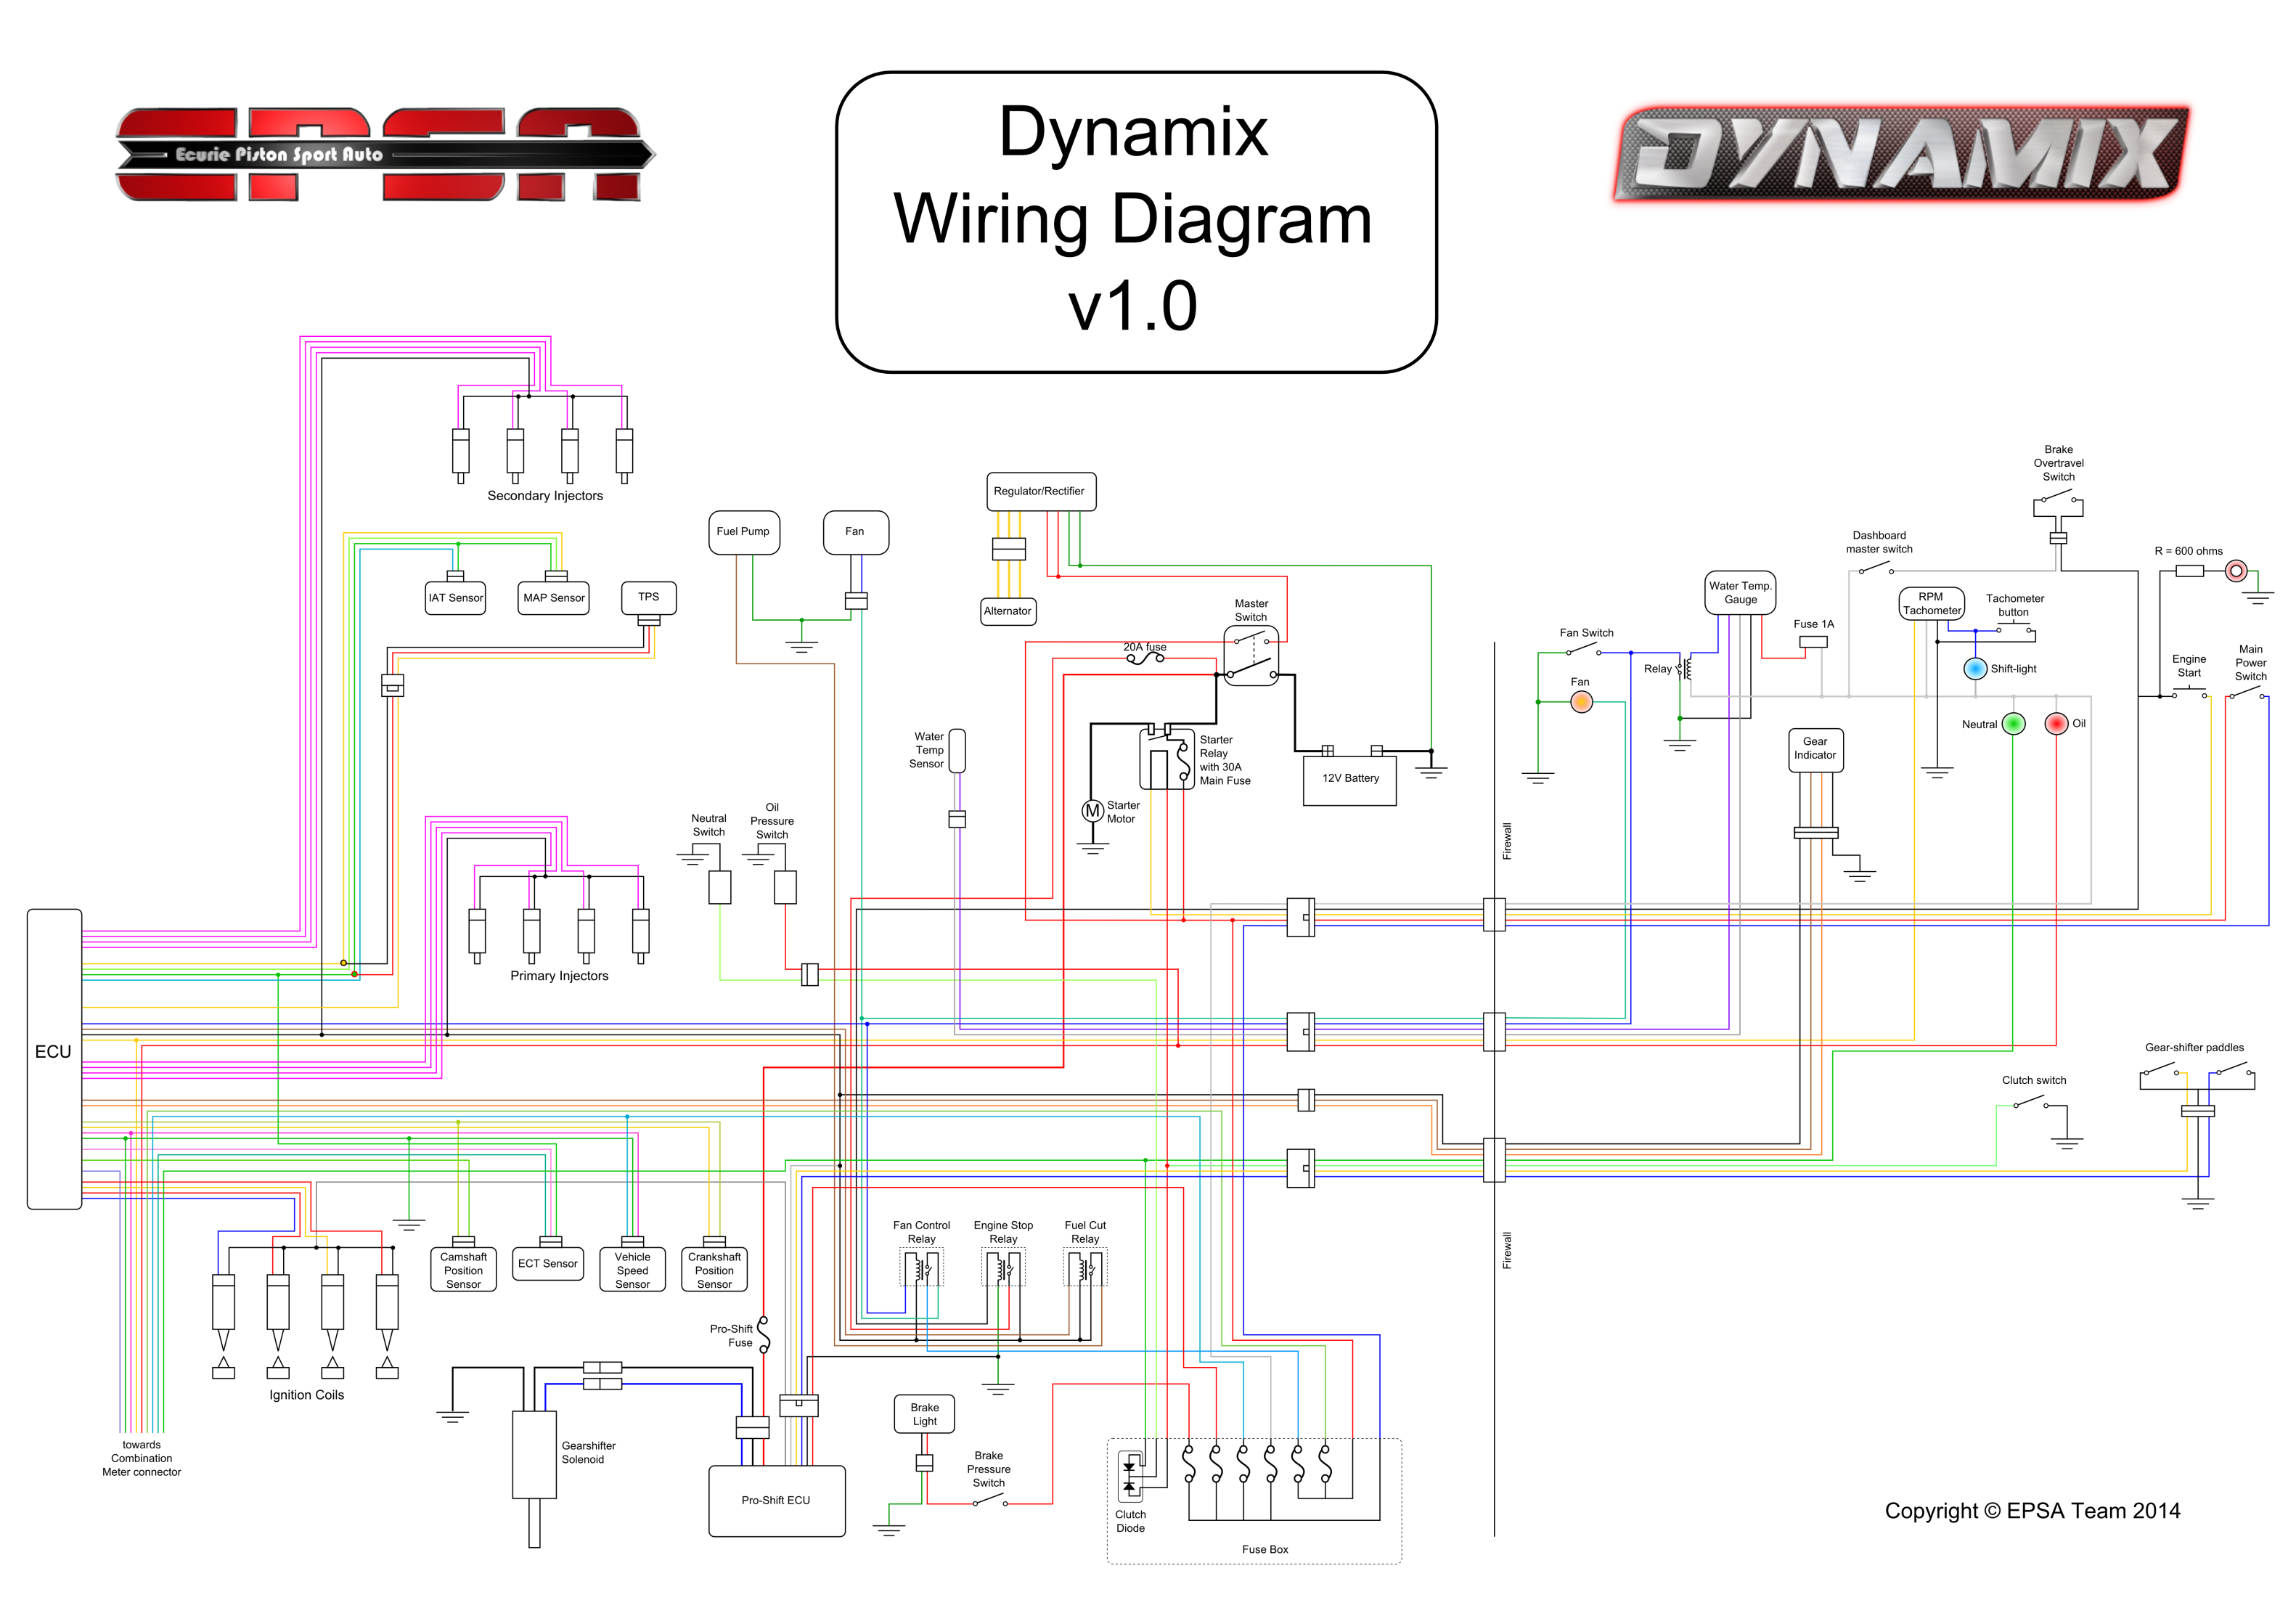 Ecurie Piston Sport Auto
Dynamix
Wiring Diagram
v1.0
DYNAMIX
Secondary Injectors
IAT Sensor
MAP Sensor
TPS
Fuel Pump
Fan
Regulator/Rectifier
Alternator
Master
Switch
20A fuse
Water
Temp
Sensor
Starter
Relay
with 30A
Main Fuse
12V Battery
M
Starter
Motor
Neutral
Switch
Oil
Pressure
Switch
Primary Injectors
ECU
Firewall
Fan Switch
Fan
Relay
Water Temp.
Gauge
Fuse 1A
Dashboard
master switch
RPM
Tachometer
Tachometer
button
Shift-light
Brake
Overtravel
Switch
R = 600 ohms
Engine
Start
Main
Power
Switch
Neutral
Oil
Gear
Indicator
Gear-shifter paddles
Clutch switch
Firewall
Camshaft
Position
Sensor
ECT Sensor
Vehicle
Speed
Sensor
Crankshaft
Position
Sensor
Fan Control
Relay
Engine Stop
Relay
Fuel Cut
Relay
Pro-Shift
Fuse
Ignition Coils
towards
Combination
Meter connector
Gearshifter
Solenoid
Pro-Shift ECU
Brake
Light
Brake
Pressure
Switch
Clutch
Diode
Fuse Box
Copyright © EPSA Team 2014
EPSA